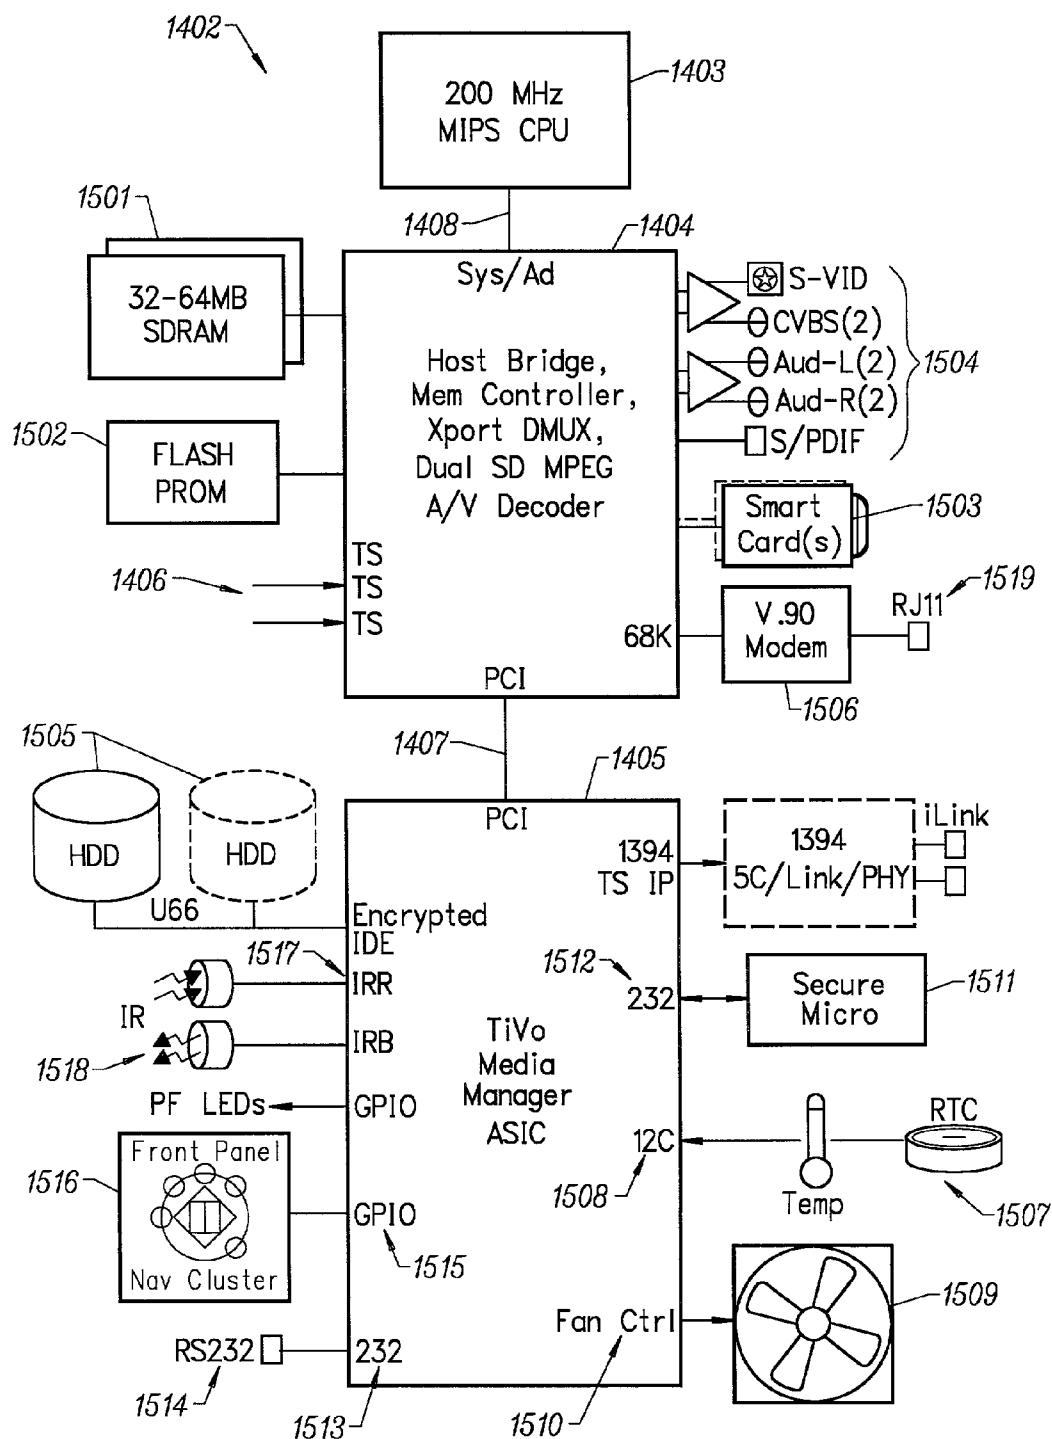 1402
200 MHz
MIPS CPU
1403
1408
1404
1501
32-64MB
SDRAM
Sys/Ad
Host Bridge,
Mem Controller,
Xport DMUX,
Dual SD MPEG
A/V Decoder
S-VID
CVBS(2)
Aud-L(2)
Aud-R(2)
S/PDIF
1504
1502
FLASH
PROM
Smart
Card(s)
1503
TS
TS
TS
1406
68K
V.90
Modem
RJ11
1519
1506
PCI
1407
1405
1505
HDD
HDD
U66
PCI
1394
TS IP
1394
5C/Link/PHY
iLink
Encrypted
IDE
1517
IRR
IR
IRB
1518
1512
232
Secure
Micro
1511
TiVo
Media
Manager
ASIC
PF LEDs
GPIO
12C
1508
Temp
RTC
1507
Front Panel
Nav Cluster
1516
GPIO
1515
Fan Ctrl
1509
1510
RS232
1514
232
1513